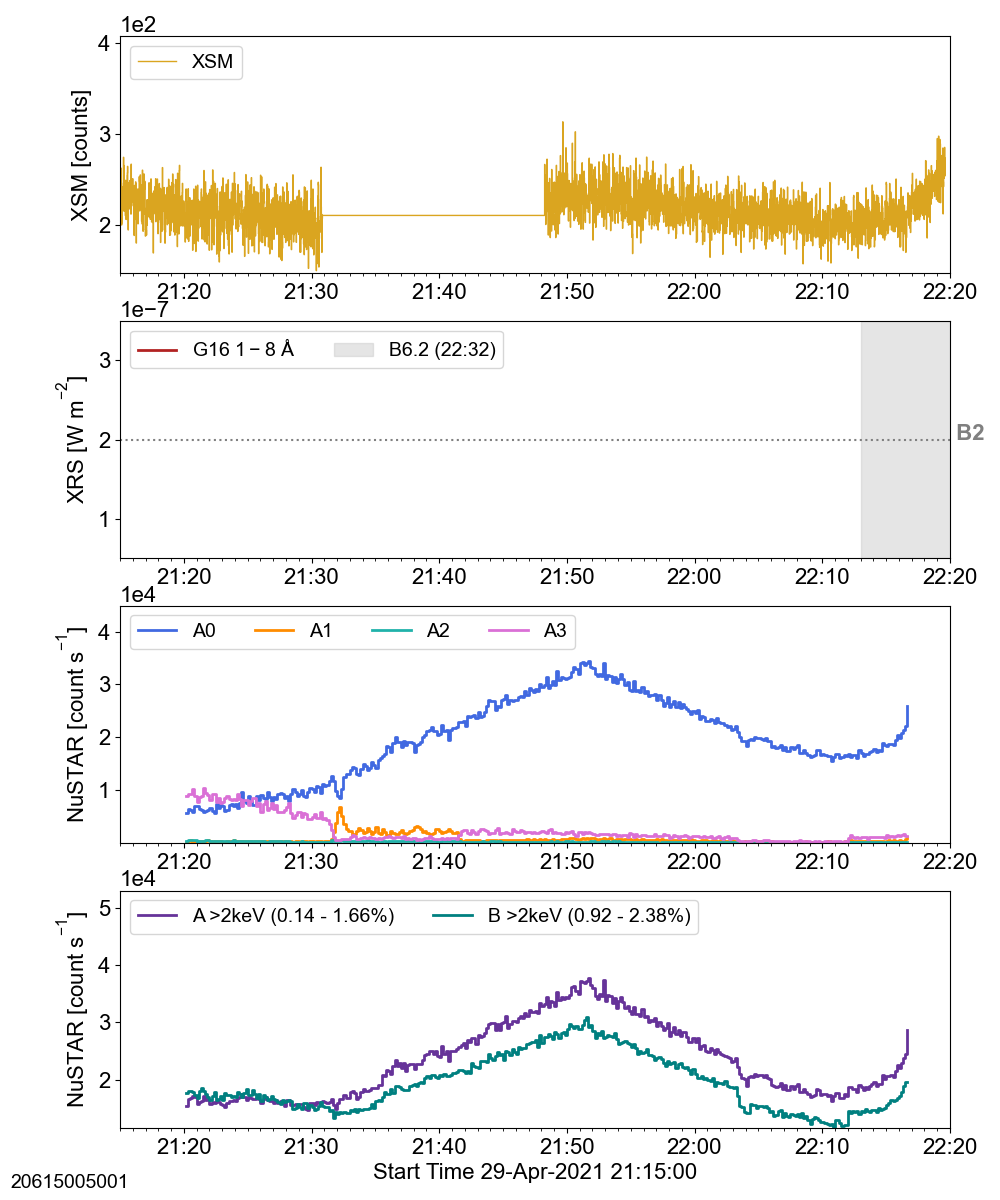 1e2
4
3
2
XSM [counts]
XSM
21:20 21:30 21:40 21:50 22:00 22:10 22:20
1e−7
3
2
1
XRS [W m⁻²]
G16 1 − 8 Å B6.2 (22:32)
B2
21:20 21:30 21:40 21:50 22:00 22:10 22:20
1e4
4
3
2
1
NuSTAR [count s⁻¹]
A0 A1 A2 A3
21:20 21:30 21:40 21:50 22:00 22:10 22:20
1e4
5
4
3
2
NuSTAR [count s⁻¹]
A >2keV (0.14 - 1.66%) B >2keV (0.92 - 2.38%)
21:20 21:30 21:40 21:50 22:00 22:10 22:20
Start Time 29-Apr-2021 21:15:00
20615005001